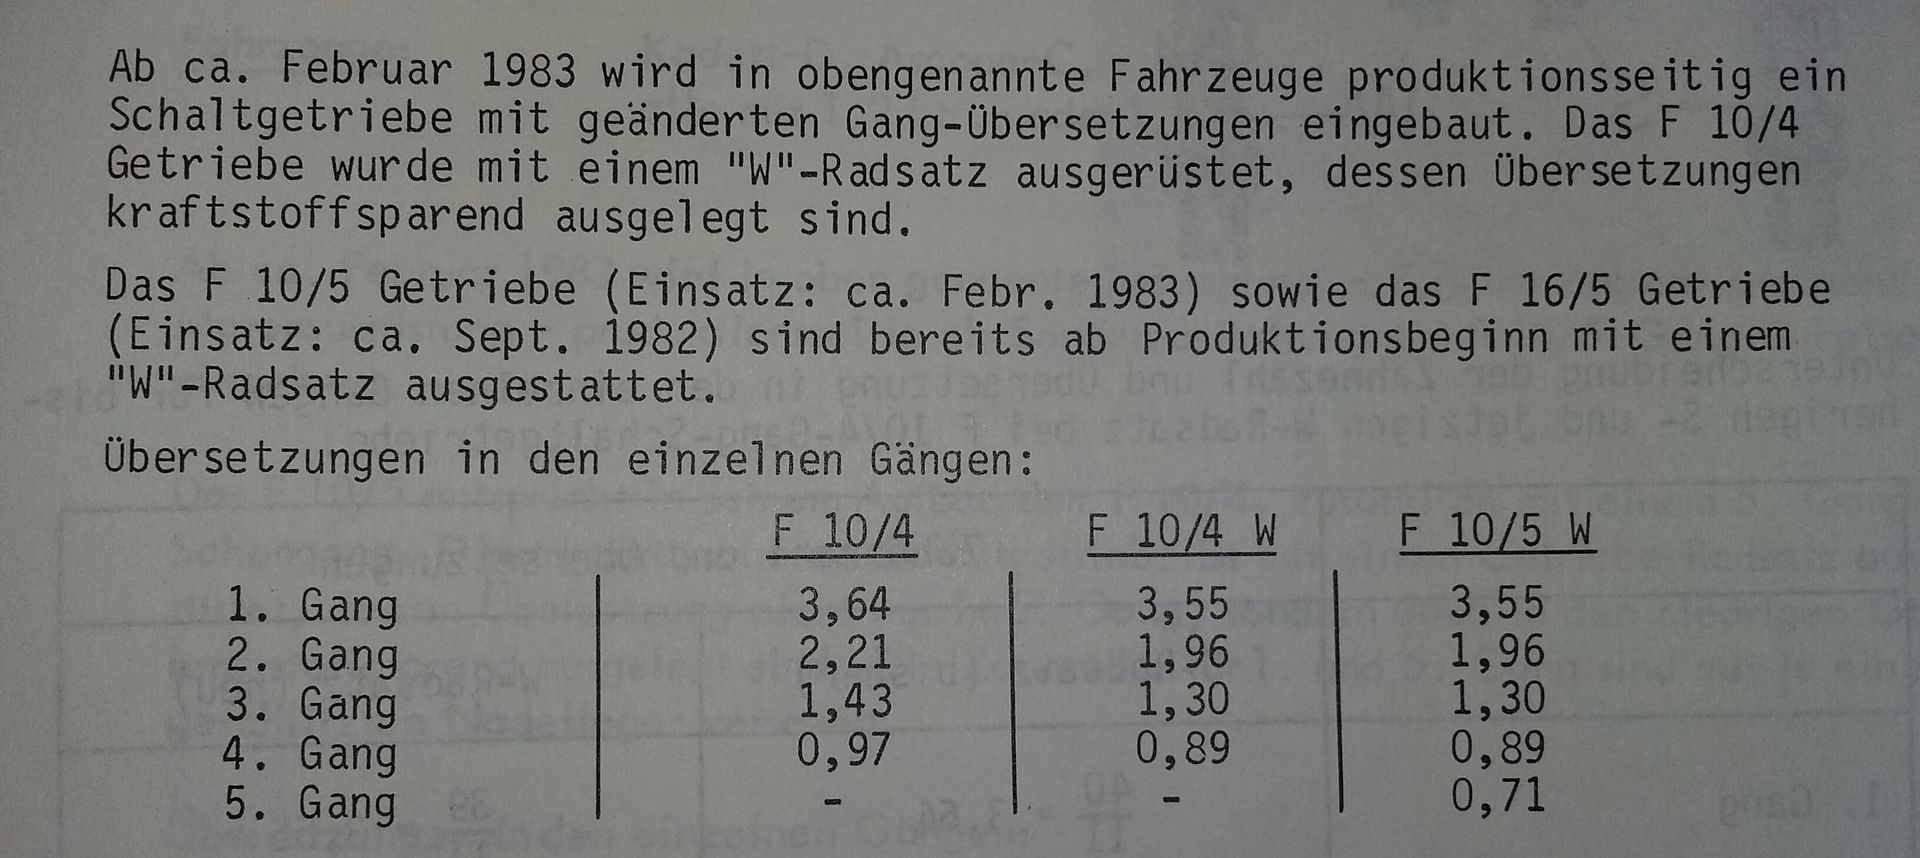 Ab ca. Februar 1983 wird in obengenannte Fahrzeuge produktionsseitig ein
Schaltgetriebe mit geänderten Gang-Übersetzungen eingebaut. Das F 10/4
Getriebe wurde mit einem "W"-Radsatz ausgerüstet, dessen Übersetzungen
kraftstoffsparend ausgelegt sind.
Das F 10/5 Getriebe (Einsatz: ca. Febr. 1983) sowie das F 16/5 Getriebe
(Einsatz: ca. Sept. 1982) sind bereits ab Produktionsbeginn mit einem
"W"-Radsatz ausgestattet.
Übersetzungen in den einzelnen Gängen:
F 10/4 F 10/4 W F 10/5 W
1. Gang 3,64 3,55 3,55
2. Gang 2,21 1,96 1,96
3. Gang 1,43 1,30 1,30
4. Gang 0,97 0,89 0,89
5. Gang - - 0,71